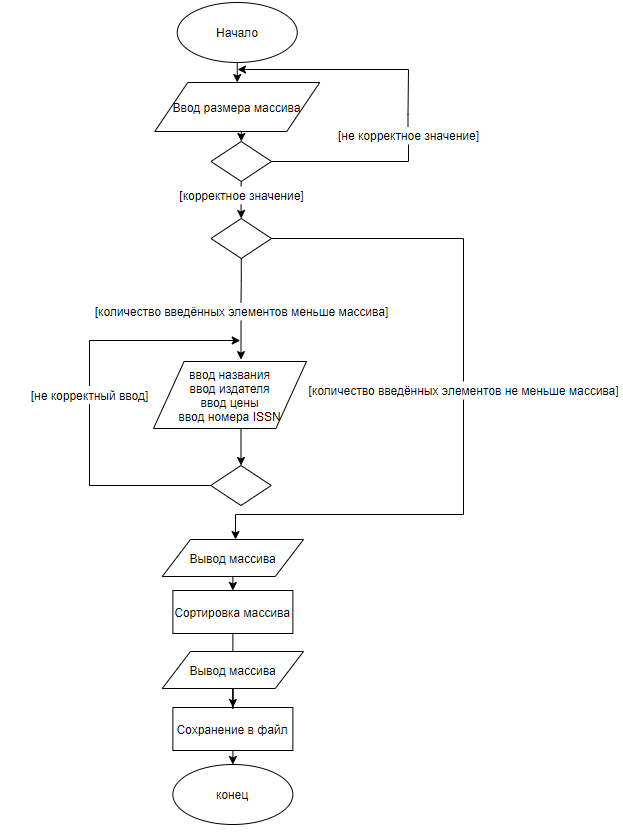 Начало
Ввод размера массива
[не корректное значение]
[корректное значение]
[количество введённых элементов меньше массива]
ввод названия
ввод издателя
ввод цены
ввод номера ISSN
[не корректный ввод]
[количество введённых элементов не меньше массива]
Вывод массива
Сортировка массива
Вывод массива
Сохранение в файл
конец